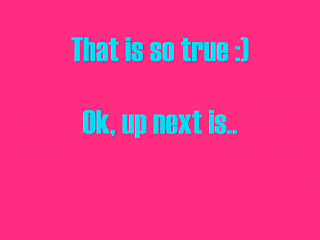 That is so true :)
Ok, up next is..